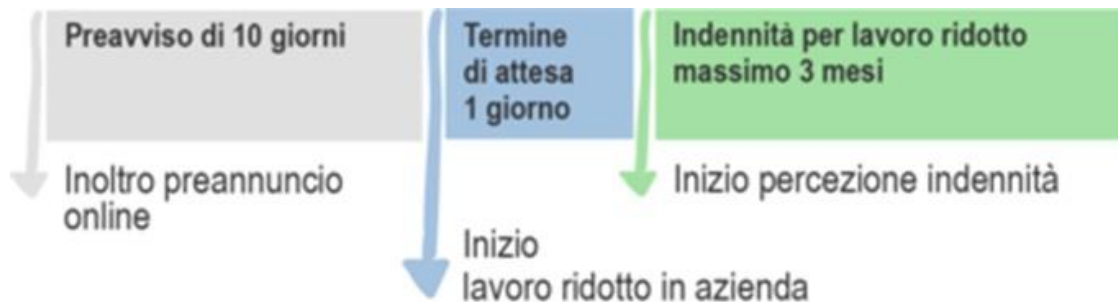 Preavviso di 10 giorni
Termine
di attesa
1 giorno
Indennità per lavoro ridotto
massimo 3 mesi
Inoltro preannuncio
online
Inizio
lavoro ridotto in azienda
Inizio percezione indennità